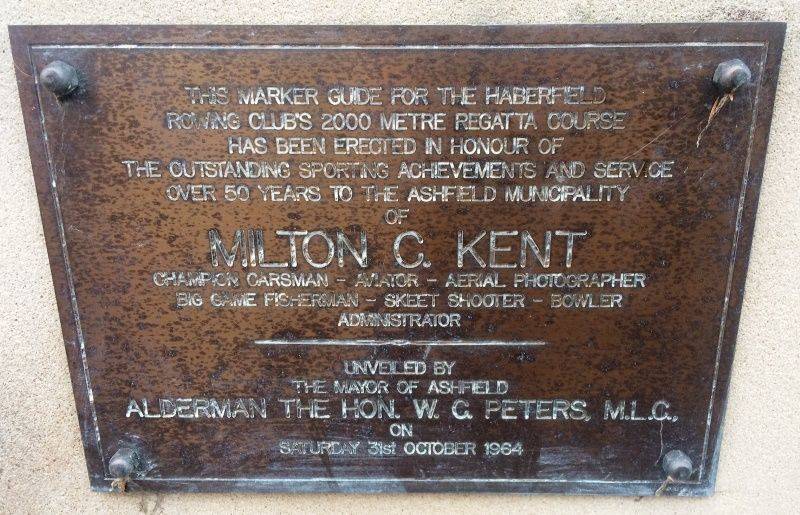 THIS MARKER GUIDE FOR THE HABERFIELD
ROWING CLUB'S 2000 METRE REGATTA COURSE
HAS BEEN ERECTED IN HONOUR OF
THE OUTSTANDING SPORTING ACHIEVEMENTS AND SERVICE
OVER 50 YEARS TO THE ASHFIELD MUNICIPALITY
OF
MILTON C. KENT
CHAMPION OARSMAN - AVIATOR - AERIAL PHOTOGRAPHER
BIG GAME FISHERMAN - SKEET SHOOTER - BOWLER
ADMINISTRATOR
UNVEILED BY
THE MAYOR OF ASHFIELD
ALDERMAN THE HON. W. C. PETERS, M.L.C.,
ON
SATURDAY 31st OCTOBER 1964